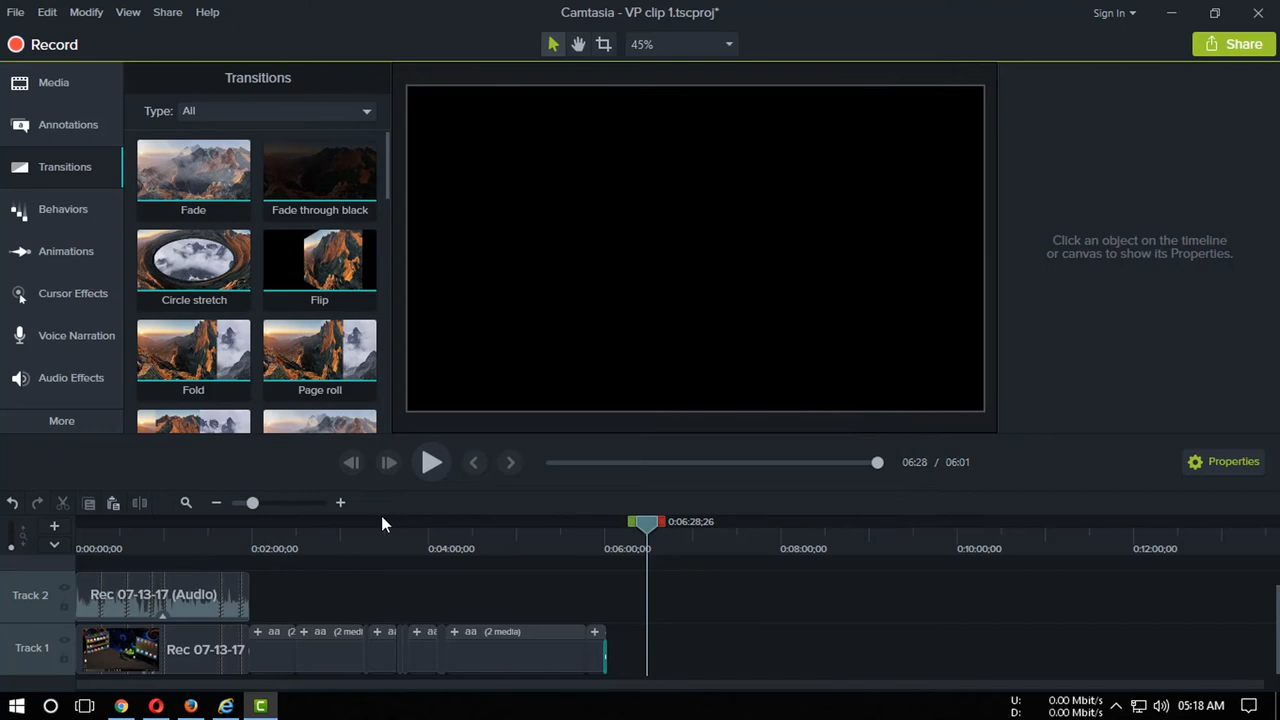 File Edit Modify View Share Help
Camtasia - VP clip 1.tscproj*
Sign In
Record
45%
Share
Media
Annotations
Transitions
Behaviors
Animations
Cursor Effects
Voice Narration
Audio Effects
More
Transitions
Type: All
Fade
Fade through black
Circle stretch
Flip
Fold
Page roll
Click an object on the timeline
or canvas to show its Properties.
06:28 / 06:01
Properties
0:06:28;26
0:00:00;00 0:02:00;00 0:04:00;00 0:06:00;00 0:08:00;00 0:10:00;00 0:12:00;00
Track 2
Rec 07-13-17 (Audio)
Track 1
Rec 07-13-17
+ aa (2 + aa (2 medi + aa + aa + aa (2 media) +
U: 0.00 Mbit/s
D: 0.00 Mbit/s
05:18 AM